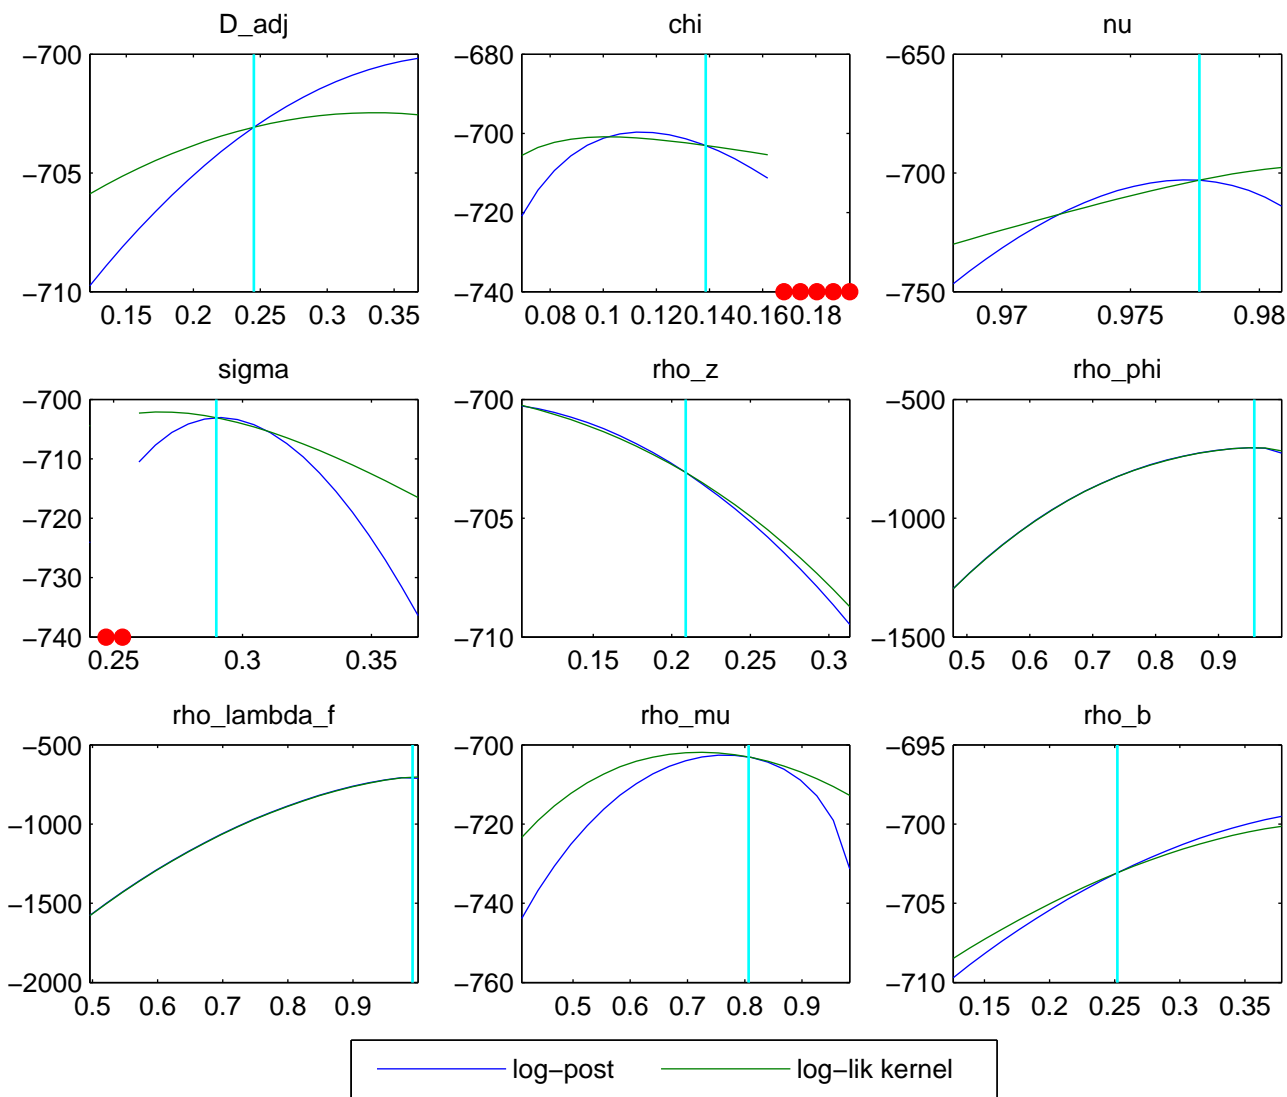 D_adj
−700
−705
−710
0.15 0.2 0.25 0.3 0.35
chi
−680
−700
−720
−740
0.08 0.1 0.12 0.14 0.16 0.18
nu
−650
−700
−750
0.97 0.975 0.98
sigma
−700
−710
−720
−730
−740
0.25 0.3 0.35
rho_z
−700
−705
−710
0.15 0.2 0.25 0.3
rho_phi
−500
−1000
−1500
0.5 0.6 0.7 0.8 0.9
rho_lambda_f
−500
−1000
−1500
−2000
0.5 0.6 0.7 0.8 0.9
rho_mu
−700
−720
−740
−760
0.5 0.6 0.7 0.8 0.9
rho_b
−695
−700
−705
−710
0.15 0.2 0.25 0.3 0.35
log−post log−lik kernel